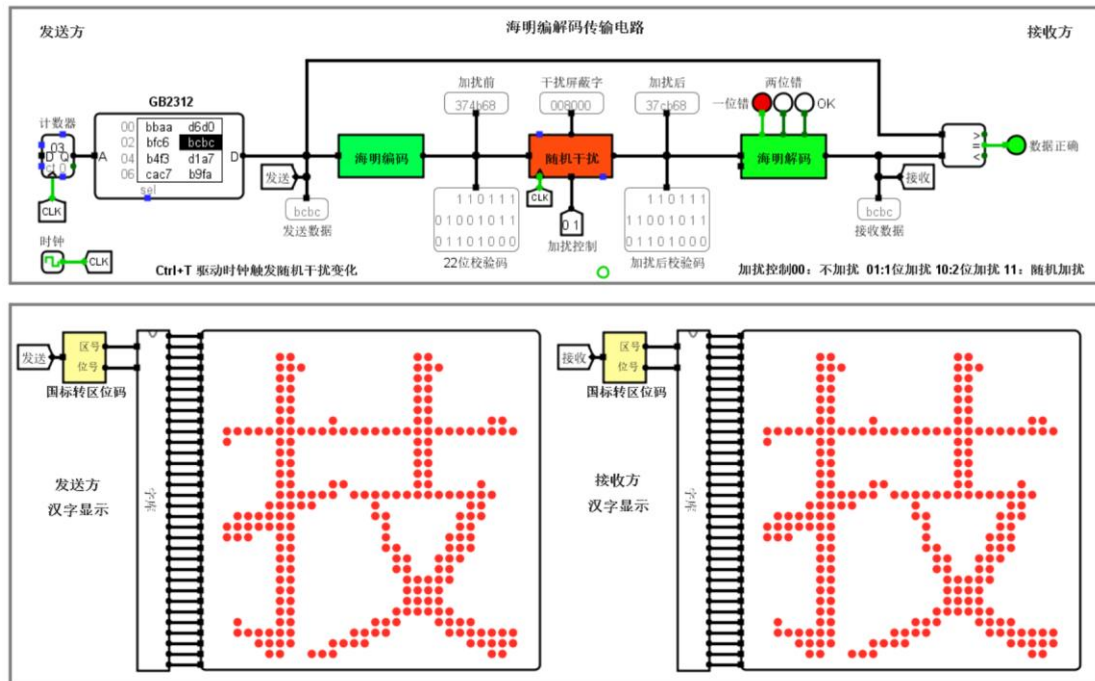 海明编解码传输电路
发送方
接收方
计数器
03
D Q
ct 0
CLK
GB2312
00 bbaa d6d0
02 bfc6 bcbc
04 b4f3 d1a7
06 cac7 b9fa
A
D
sel
发送
bcbc
发送数据
海明编码
加扰前
374b68
110111
01001011
01101000
22位校验码
干扰屏蔽字
008000
随机干扰
CLK
01
加扰控制
加扰后
37cb68
110111
11001011
01101000
加扰后校验码
两位错
一位错
OK
海明解码
接收
bcbc
接收数据
数据正确
时钟
CLK
Ctrl+T 驱动时钟触发随机干扰变化
加扰控制00：不加扰 01:1位加扰 10:2位加扰 11：随机加扰
发送
区号
位号
国标转区位码
发送方
汉字显示
字库
技
接收
区号
位号
国标转区位码
接收方
汉字显示
字库
技